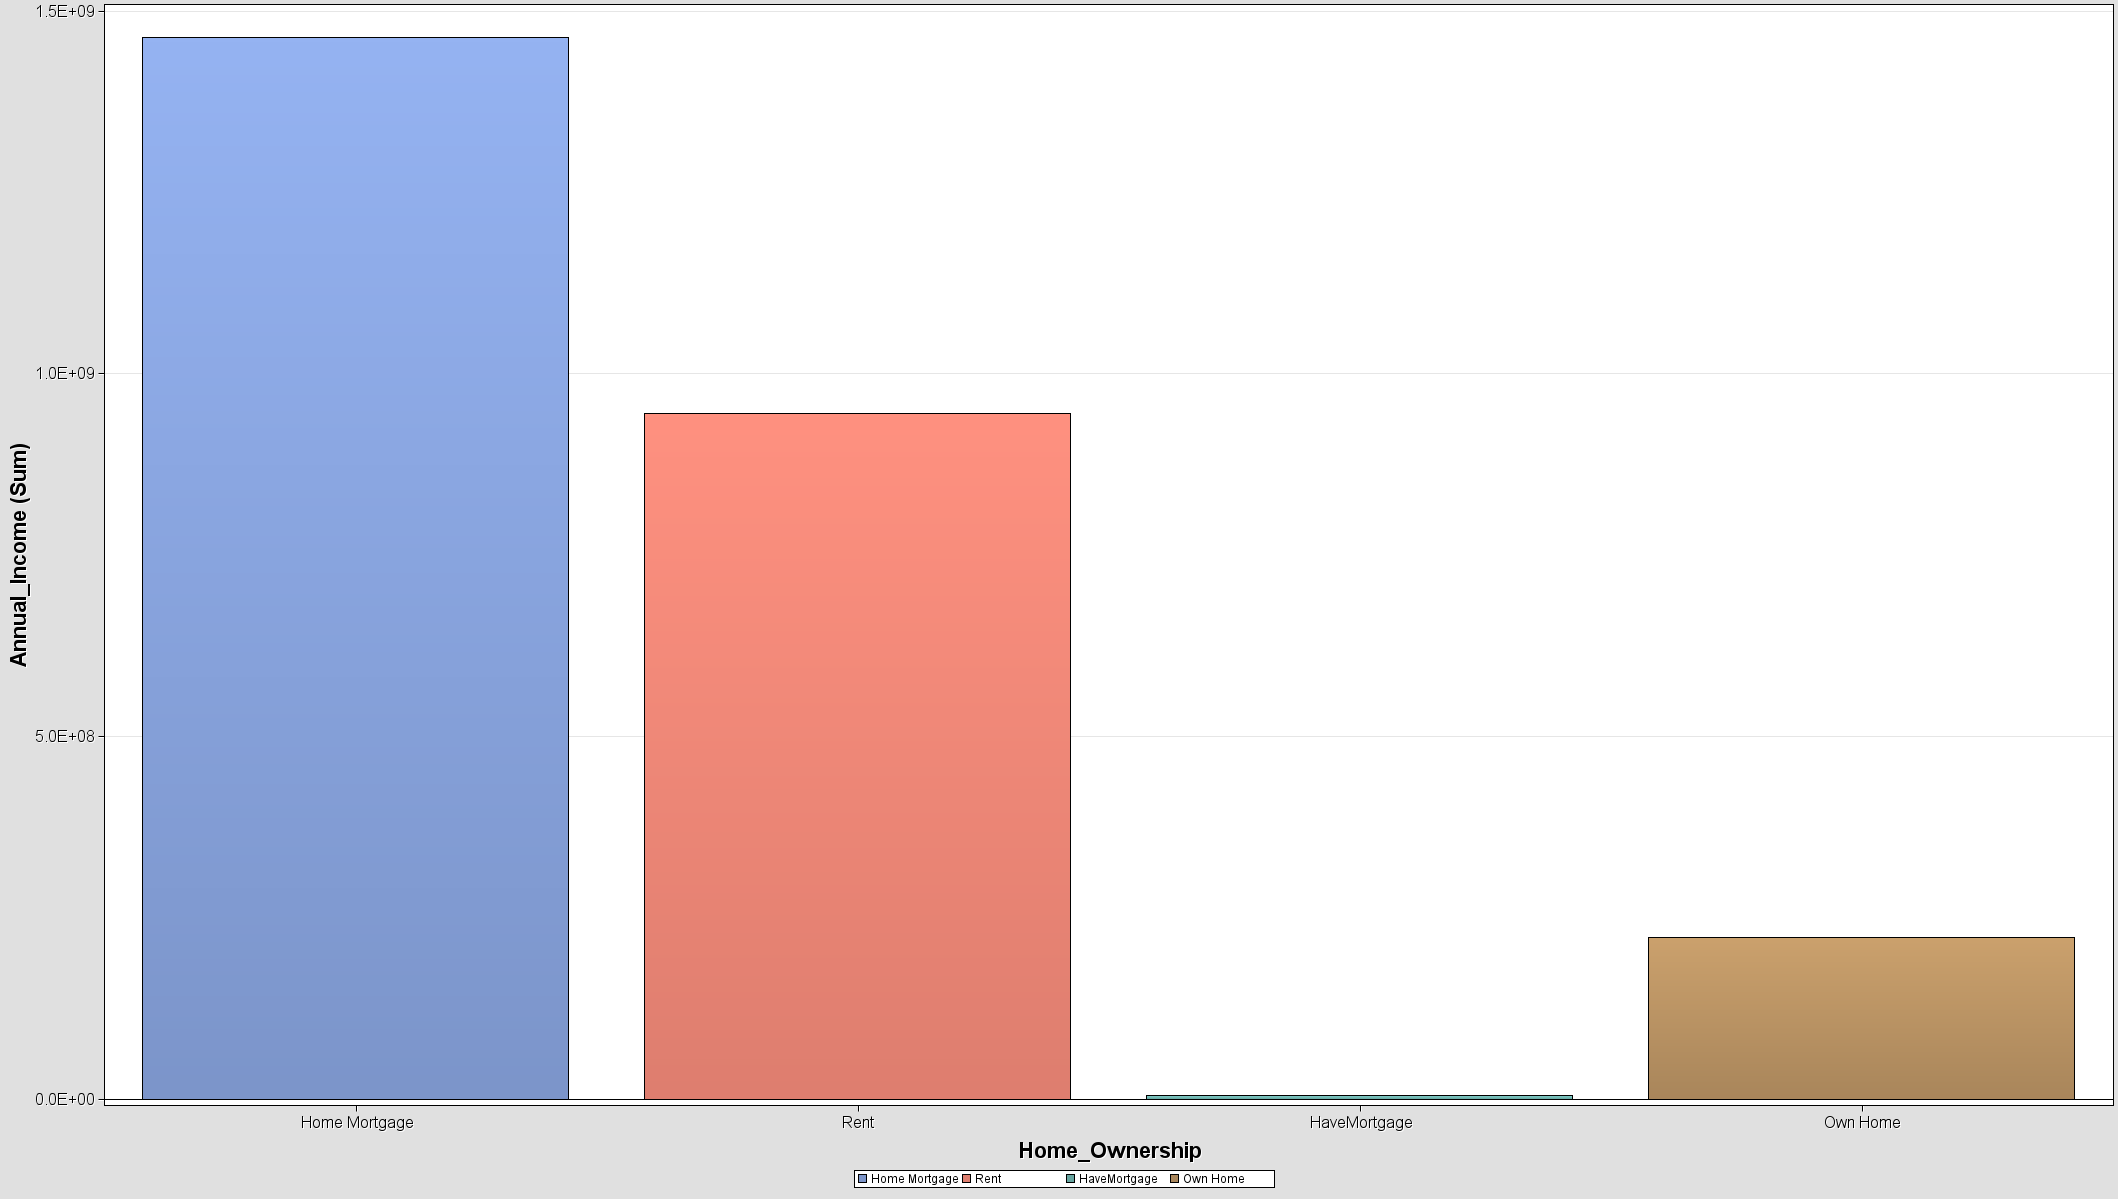 1.5E+09
1.0E+09
5.0E+08
0.0E+00
Annual_Income (Sum)
Home Mortgage
Rent
HaveMortgage
Own Home
Home_Ownership
Home Mortgage Rent HaveMortgage Own Home